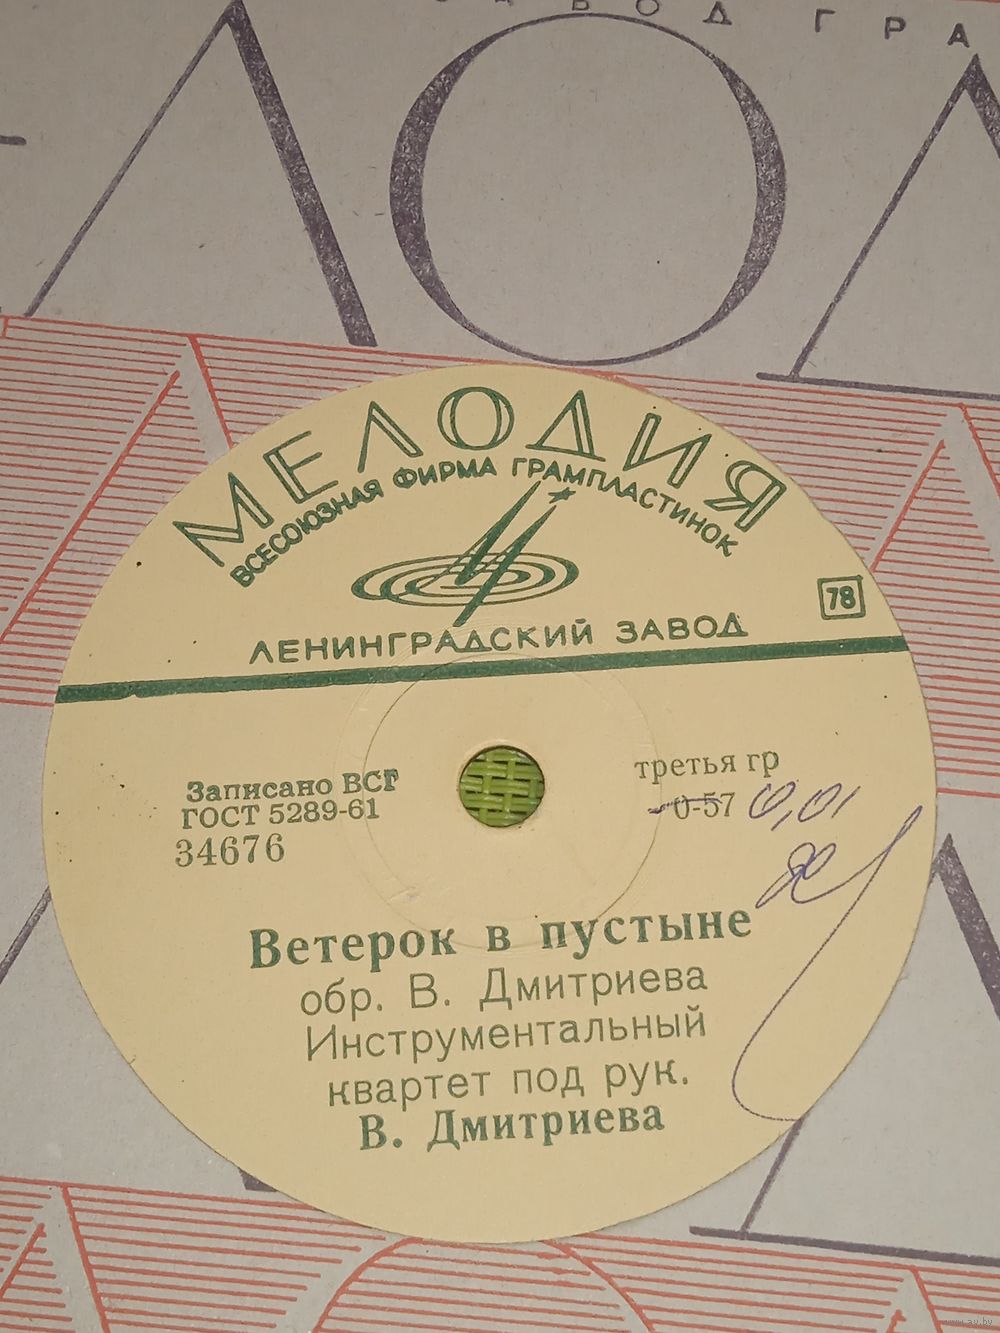 ЛОД
МЕЛОДИЯ
ВСЕСОЮЗНАЯ ФИРМА ГРАМПЛАСТИНОК
78
ЛЕНИНГРАДСКИЙ ЗАВОД
Записано ВСГ
ГОСТ 5289-61
34676
третья гр
0-57 0,01
Ветерок в пустыне
обр. В. Дмитриева
Инструментальный
квартет под рук.
В. Дмитриева